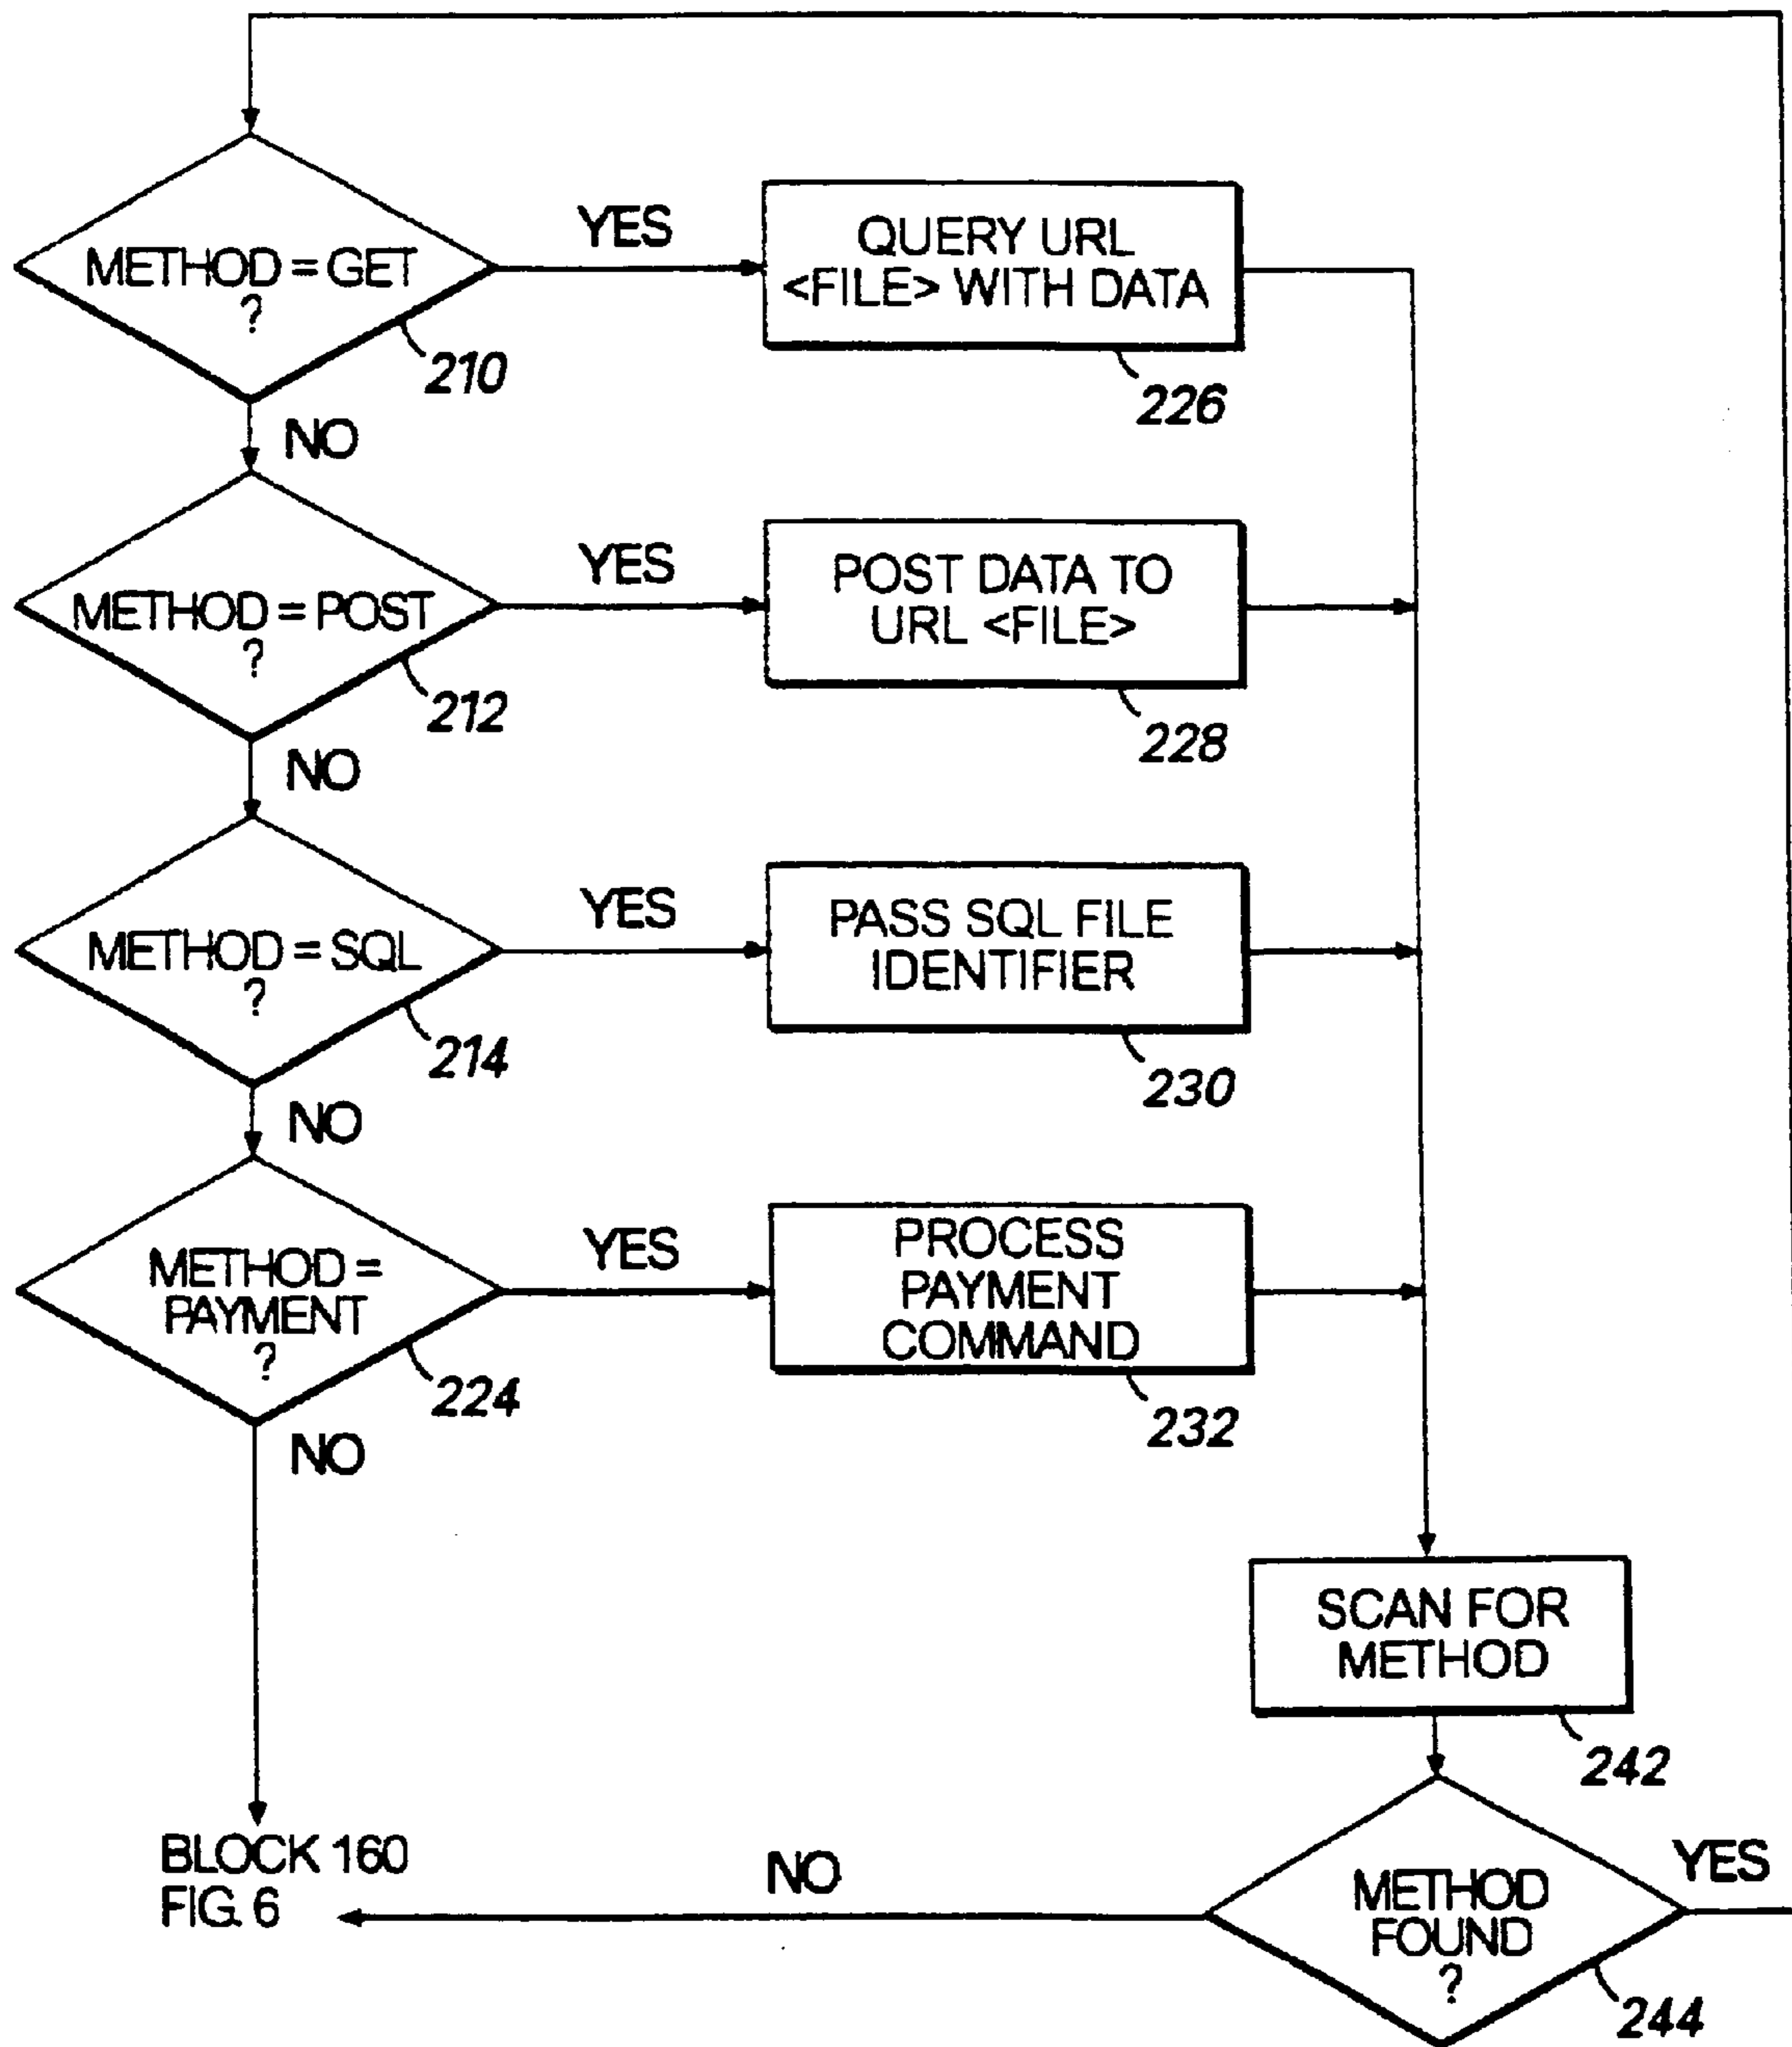 METHOD = GET
?
210
YES
QUERY URL
<FILE> WITH DATA
226
NO
METHOD = POST
?
212
YES
POST DATA TO
URL <FILE>
228
NO
METHOD = SQL
?
214
YES
PASS SQL FILE
IDENTIFIER
230
NO
METHOD =
PAYMENT
?
224
YES
PROCESS
PAYMENT
COMMAND
232
NO
SCAN FOR
METHOD
242
BLOCK 160
FIG. 6
NO
METHOD
FOUND
?
244
YES